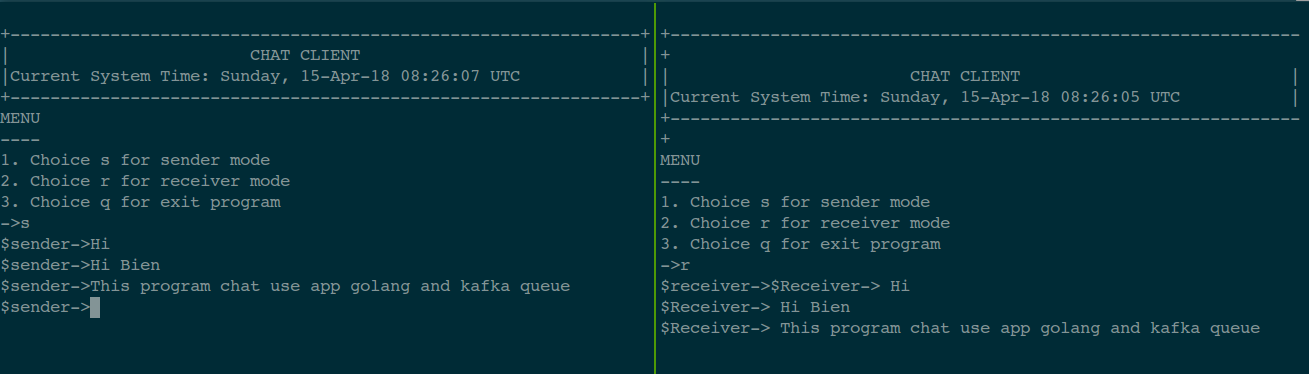 +---------------------------------------------------------------+
| CHAT CLIENT |
|Current System Time: Sunday, 15-Apr-18 08:26:07 UTC |
+---------------------------------------------------------------+
MENU
----
1. Choice s for sender mode
2. Choice r for receiver mode
3. Choice q for exit program
->s
$sender->Hi
$sender->Hi Bien
$sender->This program chat use app golang and kafka queue
$sender->
+---------------------------------------------------------------
+
| CHAT CLIENT |
|Current System Time: Sunday, 15-Apr-18 08:26:05 UTC |
+---------------------------------------------------------------
+
MENU
----
1. Choice s for sender mode
2. Choice r for receiver mode
3. Choice q for exit program
->r
$receiver->$Receiver-> Hi
$Receiver-> Hi Bien
$Receiver-> This program chat use app golang and kafka queue